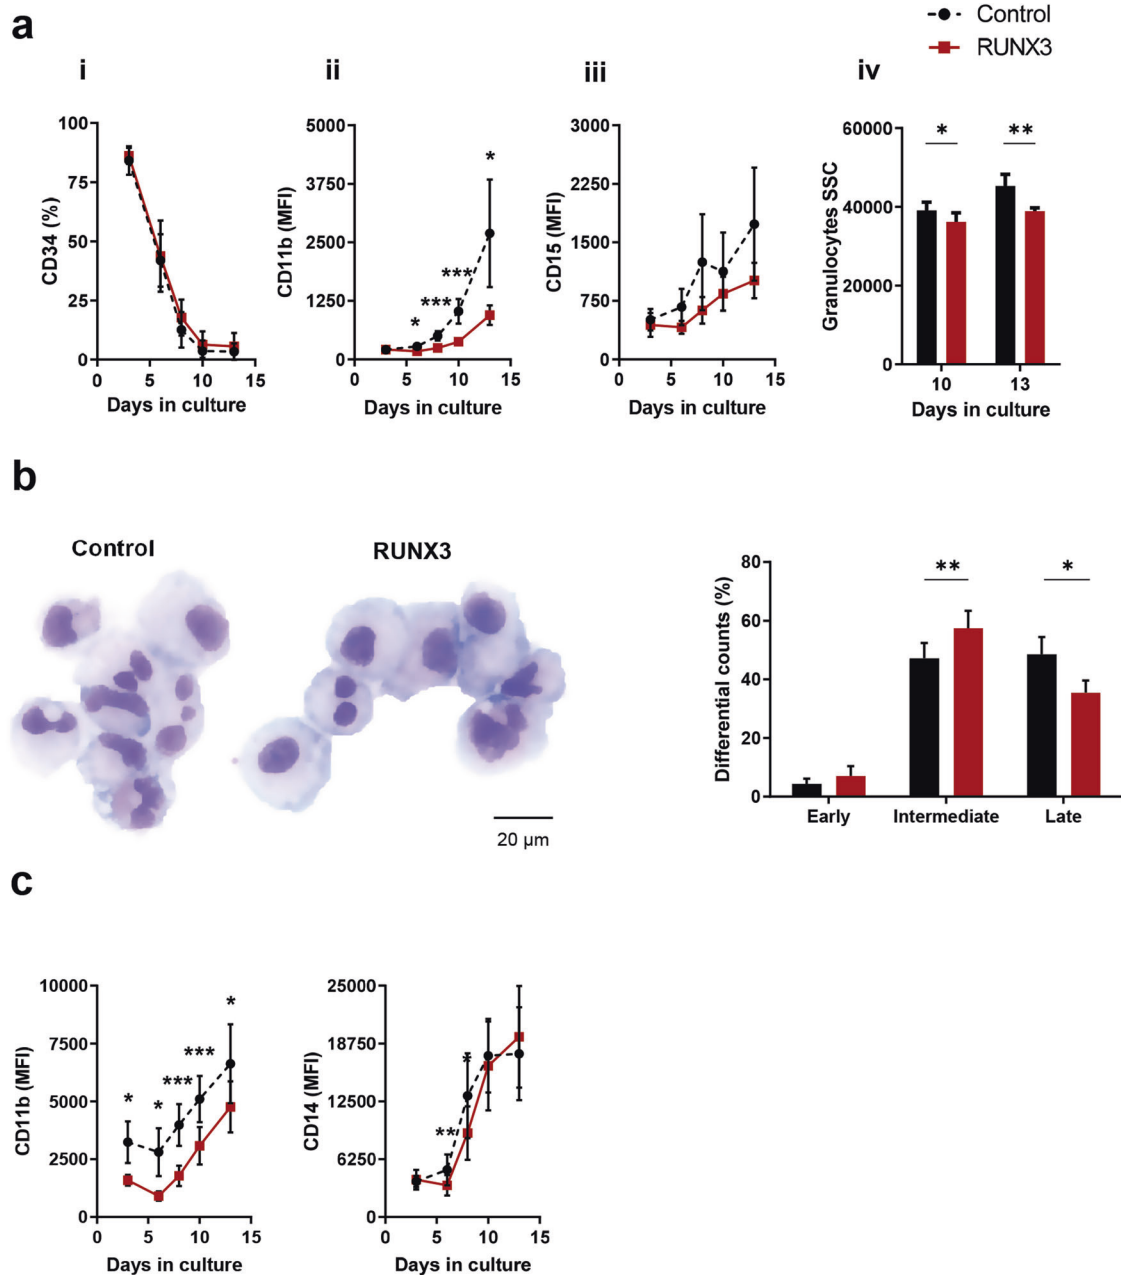 a
Control
RUNX3
i
ii
iii
iv
100
75
50
25
0
CD34 (%)
0 5 10 15
Days in culture
5000
3750
2500
1250
0
CD11b (MFI)
*
***
***
*
0 5 10 15
Days in culture
3000
2250
1500
750
0
CD15 (MFI)
0 5 10 15
Days in culture
60000
40000
20000
0
Granulocytes SSC
*
**
10 13
Days in culture
b
Control
RUNX3
20 µm
80
60
40
20
0
Differential counts (%)
**
*
Early Intermediate Late
c
10000
7500
5000
2500
0
CD11b (MFI)
*
*
***
***
*
0 5 10 15
Days in culture
25000
18750
12500
6250
0
CD14 (MFI)
**
*
0 5 10 15
Days in culture